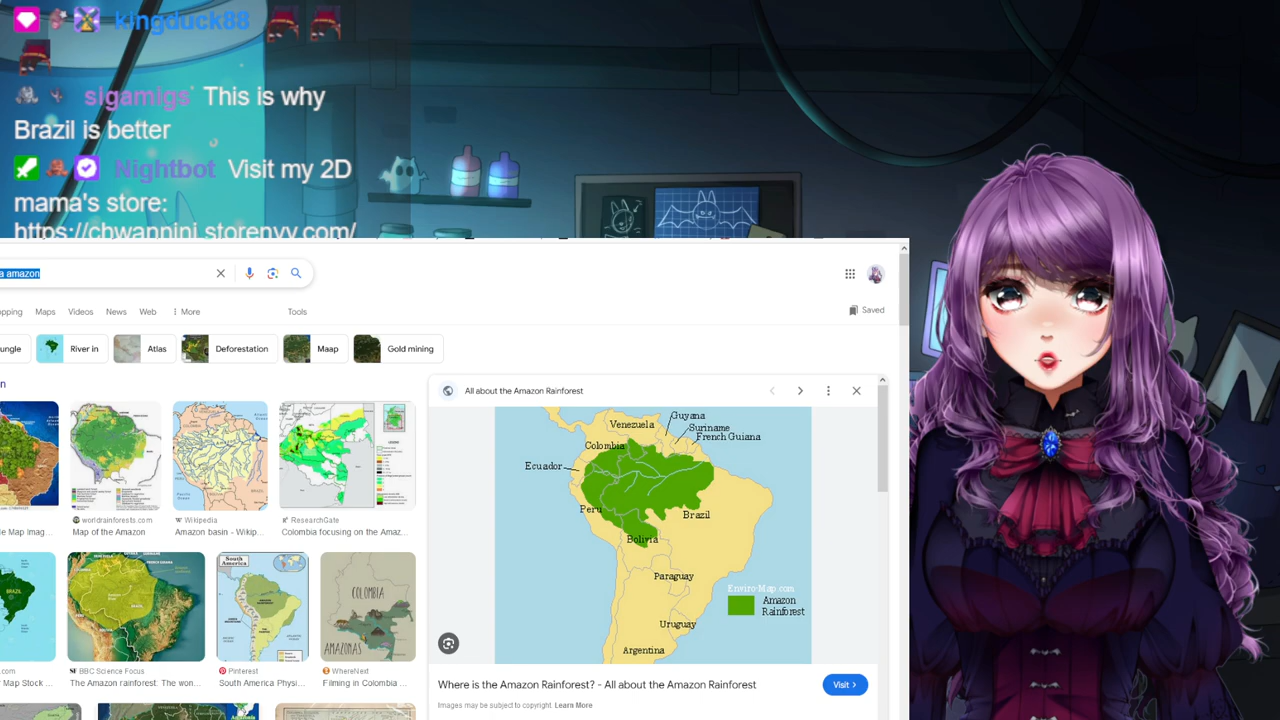 kingduck88
sigamigs This is why
Brazil is better
Nightbot Visit my 2D
mama's store:
https://chwannini.storenvy.com/
a amazon
pping Maps Videos News Web More Tools
Saved
ungle River in Atlas Deforestation Maap Gold mining
n
All about the Amazon Rainforest
Guyana
Venezuela
Suriname
French Guiana
Colombia
Ecuador
Peru
Brazil
Bolivia
Paraguay
Enviro-Map.com
Amazon
Rainforest
Uruguay
Argentina
worldrainforests.com
Wikipedia
ResearchGate
le Map Imag...
Map of the Amazon
Amazon basin - Wikip...
Colombia focusing on the Amaz...
BRAZIL
South America
COLOMBIA
AMAZONAS
.com
BBC Science Focus
Pinterest
WhereNext
Map Stock ...
The Amazon rainforest. The won...
South America Physi...
Filming in Colombia ...
Where is the Amazon Rainforest? - All about the Amazon Rainforest
Visit
Images may be subject to copyright. Learn More